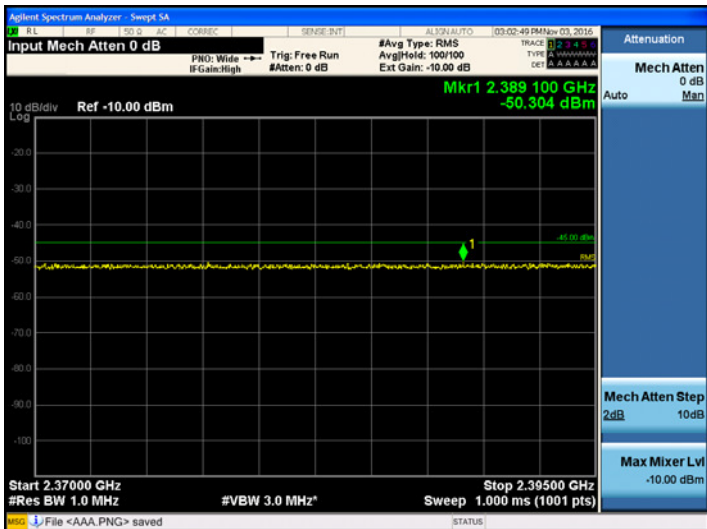 Agilent Spectrum Analyzer - Swept SA
RL RF 50 Ω AC CORREC SENSE:INT ALIGN AUTO 03:02:49 PM Nov 03, 2016
Input Mech Atten 0 dB
PNO: Wide
IFGain:High
Trig: Free Run
#Atten: 0 dB
#Avg Type: RMS
Avg|Hold: 100/100
Ext Gain: -10.00 dB
TRACE 1 2 3 4 5 6
TYPE A WWWWW
DET A A A A A A
Mkr1 2.389 100 GHz
-50.304 dBm
10 dB/div Ref -10.00 dBm
Log
-20.0
-30.0
-40.0
-45.00 dBm
1
-50.0
RMS
-60.0
-70.0
-80.0
-90.0
-100
Start 2.37000 GHz Stop 2.39500 GHz
#Res BW 1.0 MHz #VBW 3.0 MHz* Sweep 1.000 ms (1001 pts)
MSG File <AAA.PNG> saved STATUS
Attenuation
Mech Atten
0 dB
Auto Man
Mech Atten Step
2dB 10dB
Max Mixer Lvl
-10.00 dBm